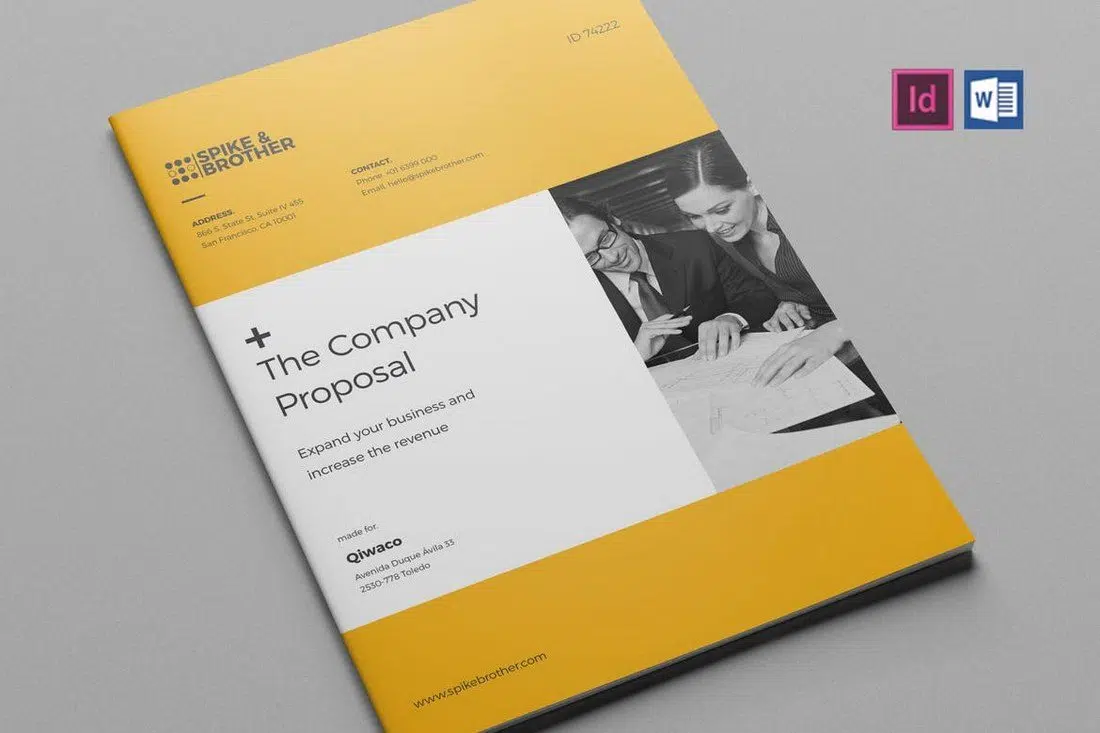 ID 74222
SPIKE &
BROTHER
ADDRESS.
866 S. State St, Suite IV 455
San Francisco, CA 10001
CONTACT.
Phone. +01 6399 000
Email. hello@spikebrother.com
+
The Company
Proposal
Expand your business and
increase the revenue
made for.
Qiwaco
Avenida Duque Ávila 33
2530-778 Toledo
www.spikebrother.com
Id
W